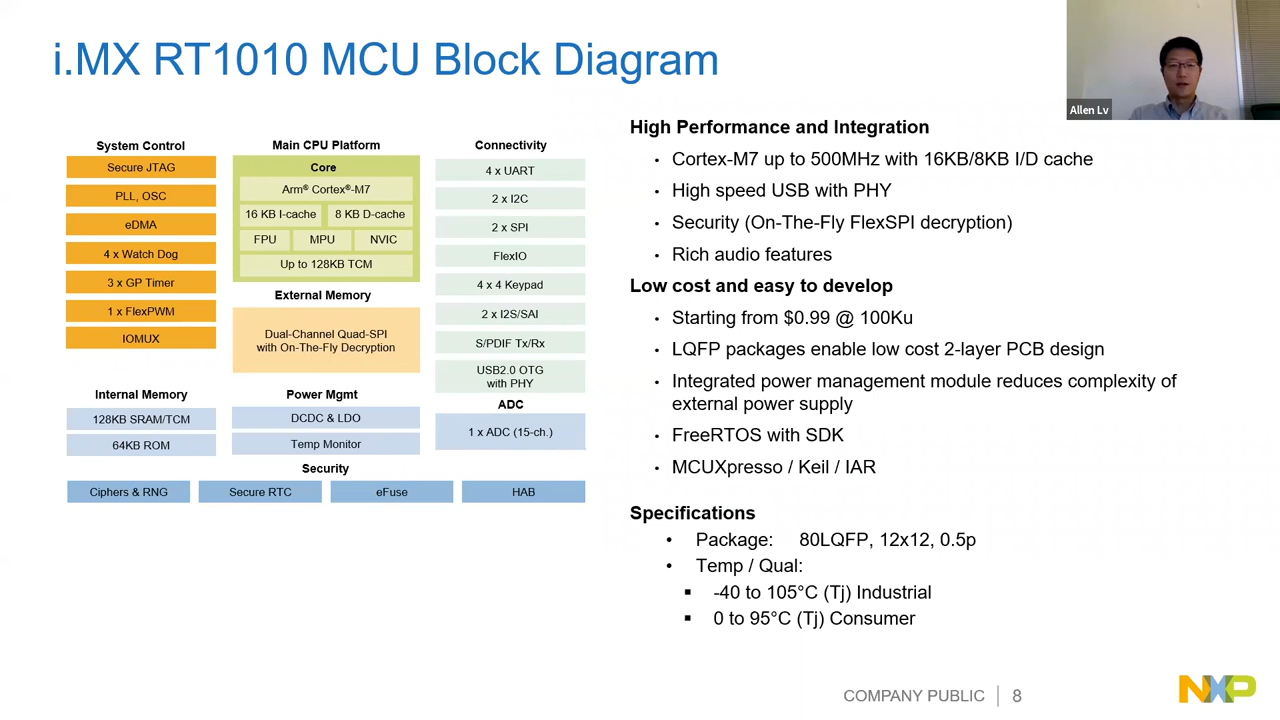 i.MX RT1010 MCU Block Diagram
Allen Lv
System Control
Secure JTAG
PLL, OSC
eDMA
4 x Watch Dog
3 x GP Timer
1 x FlexPWM
IOMUX
Main CPU Platform
Core
Arm® Cortex®-M7
16 KB I-cache
8 KB D-cache
FPU
MPU
NVIC
Up to 128KB TCM
External Memory
Dual-Channel Quad-SPI
with On-The-Fly Decryption
Connectivity
4 x UART
2 x I2C
2 x SPI
FlexIO
4 x 4 Keypad
2 x I2S/SAI
S/PDIF Tx/Rx
USB2.0 OTG
with PHY
Internal Memory
128KB SRAM/TCM
64KB ROM
Power Mgmt
DCDC & LDO
Temp Monitor
ADC
1 x ADC (15-ch.)
Security
Ciphers & RNG
Secure RTC
eFuse
HAB
High Performance and Integration
• Cortex-M7 up to 500MHz with 16KB/8KB I/D cache
• High speed USB with PHY
• Security (On-The-Fly FlexSPI decryption)
• Rich audio features
Low cost and easy to develop
• Starting from $0.99 @ 100Ku
• LQFP packages enable low cost 2-layer PCB design
• Integrated power management module reduces complexity of
external power supply
• FreeRTOS with SDK
• MCUXpresso / Keil / IAR
Specifications
• Package: 80LQFP, 12x12, 0.5p
• Temp / Qual:
▪ -40 to 105°C (Tj) Industrial
▪ 0 to 95°C (Tj) Consumer
COMPANY PUBLIC | 8
NXP